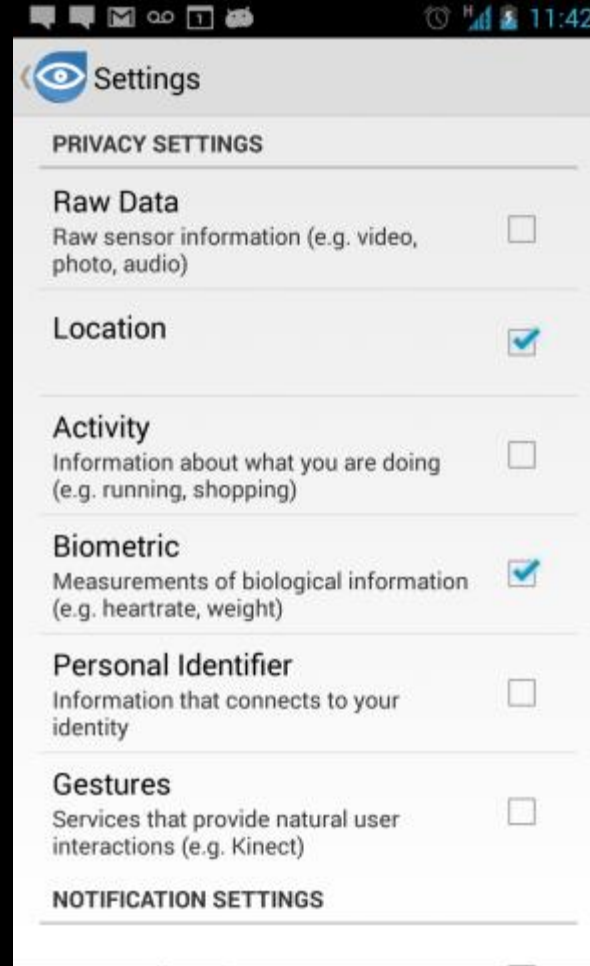 1
H
11:42
Settings
PRIVACY SETTINGS
Raw Data
Raw sensor information (e.g. video,
photo, audio)
Location
Activity
Information about what you are doing
(e.g. running, shopping)
Biometric
Measurements of biological information
(e.g. heartrate, weight)
Personal Identifier
Information that connects to your
identity
Gestures
Services that provide natural user
interactions (e.g. Kinect)
NOTIFICATION SETTINGS